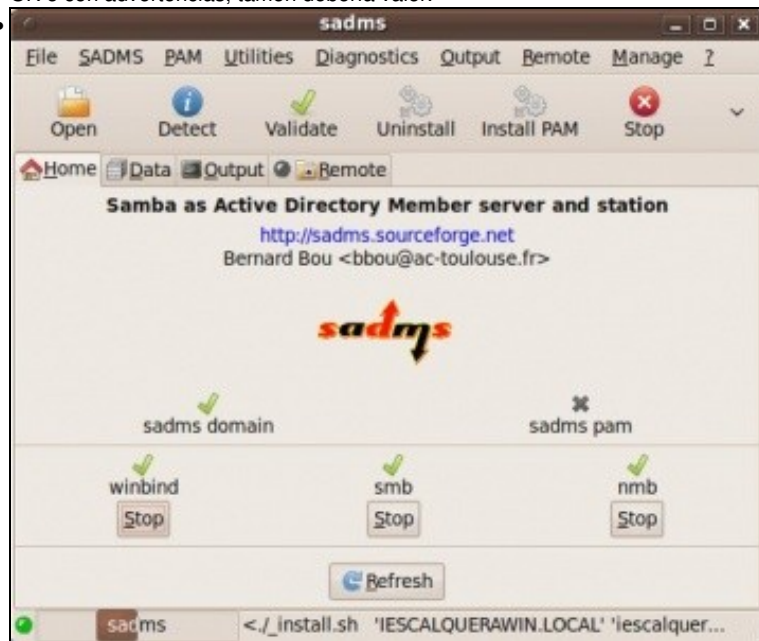 sadms
File SADMS PAM Utilities Diagnostics Output Remote Manage ?
Open Detect Validate Uninstall Install PAM Stop
Home Data Output Remote
Samba as Active Directory Member server and station
http://sadms.sourceforge.net
Bernard Bou <bbou@ac-toulouse.fr>
sadms
sadms domain sadms pam
winbind smb nmb
Stop Stop Stop
Refresh
sadms <./_install.sh 'IESCALQUERAWIN.LOCAL' 'iescalquer...